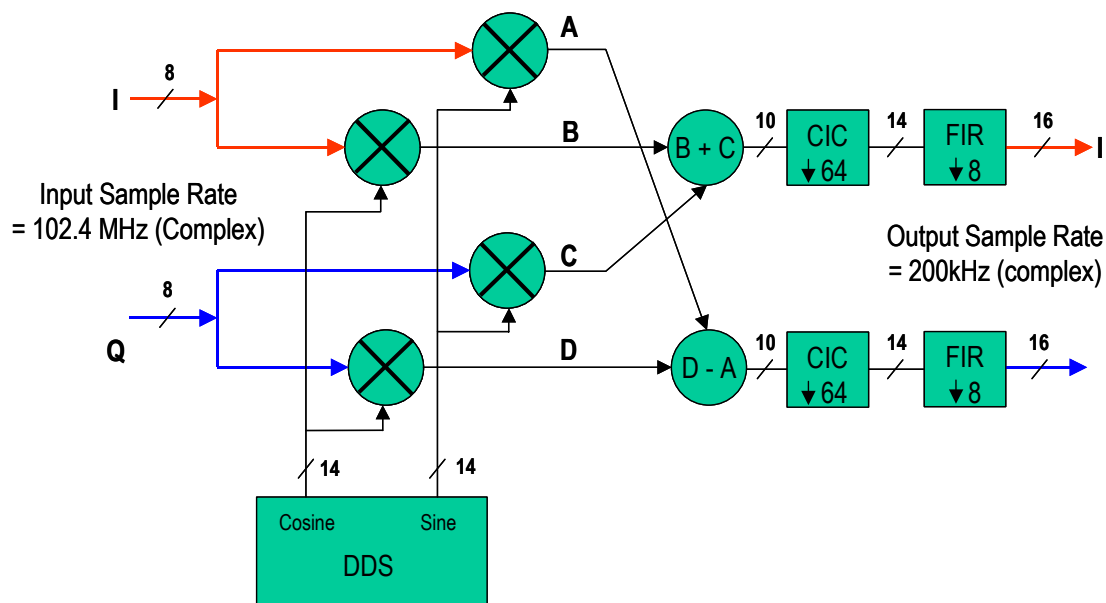 A
8
I
B
10
14
16
B + C
CIC
↓ 64
FIR
↓ 8
I
Input Sample Rate
= 102.4 MHz (Complex)
Output Sample Rate
= 200kHz (complex)
C
8
Q
D
10
14
16
D - A
CIC
↓ 64
FIR
↓ 8
14
14
Cosine
Sine
DDS